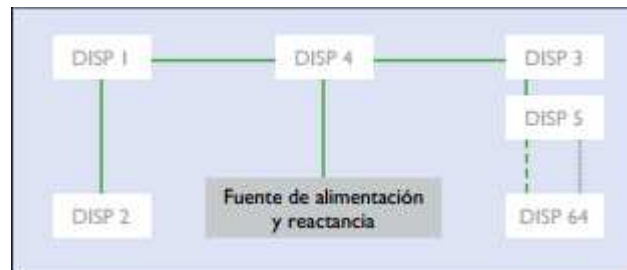 DISP 1
DISP 4
DISP 3
DISP 5
DISP 2
Fuente de alimentación
y reactancia
DISP 64